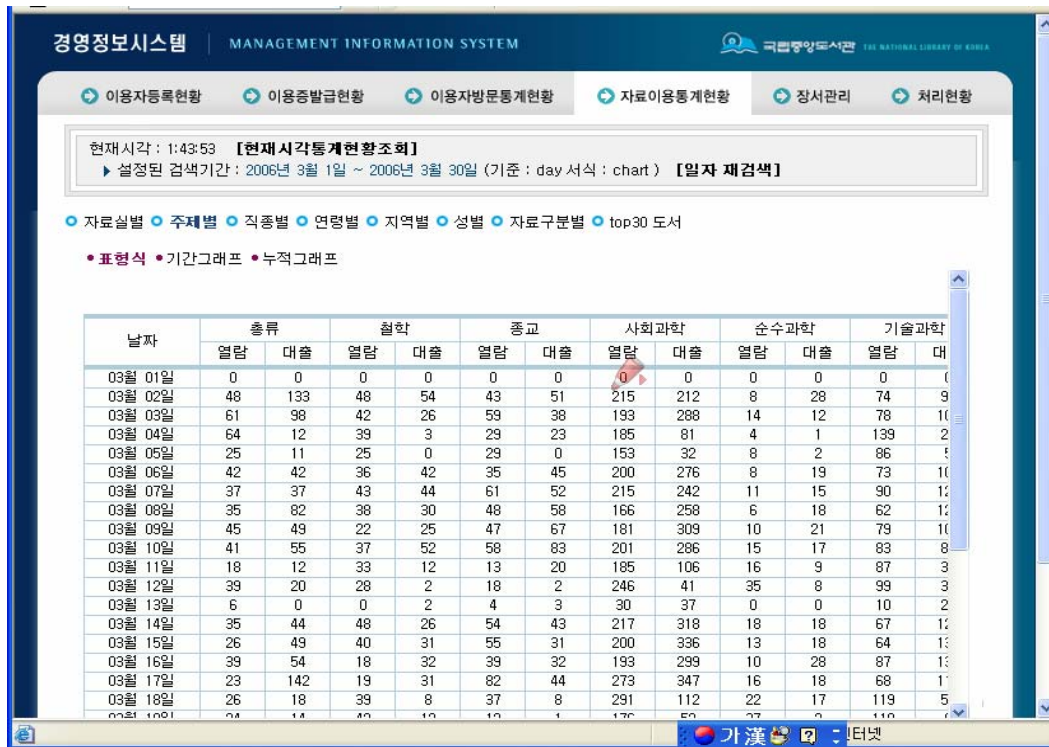 경영정보시스템 MANAGEMENT INFORMATION SYSTEM 국립중앙도서관 THE NATIONAL LIBRARY OF KOREA
이용자등록현황 이용증발급현황 이용자방문통계현황 자료이용통계현황 장서관리 처리현황
현재시각 : 1:43:53 [현재시각통계현황조회]
설정된 검색기간 : 2006년 3월 1일 ~ 2006년 3월 30일 (기준 : day 서식 : chart ) [일자 재검색]
자료실별 주제별 직종별 연령별 지역별 성별 자료구분별 top30 도서
표형식 기간그래프 누적그래프
날짜 총류 철학 종교 사회과학 순수과학 기술과학
열람 대출 열람 대출 열람 대출 열람 대출 열람 대출 열람 대
03월 01일 0 0 0 0 0 0 0 0 0 0 0
03월 02일 48 133 48 54 43 51 215 212 8 28 74 9
03월 03일 61 98 42 26 59 38 193 288 14 12 78 10
03월 04일 64 12 39 3 29 23 185 81 4 1 139 2
03월 05일 25 11 25 0 29 0 153 32 8 2 86
03월 06일 42 42 36 42 35 45 200 276 8 19 73 10
03월 07일 37 37 43 44 61 52 215 242 11 15 90 12
03월 08일 35 82 38 30 48 58 166 258 6 18 62 12
03월 09일 45 49 22 25 47 67 181 309 10 21 79 10
03월 10일 41 55 37 52 58 83 201 286 15 17 83 8
03월 11일 18 12 33 12 13 20 185 106 16 9 87 3
03월 12일 39 20 28 2 18 2 246 41 35 8 99 3
03월 13일 6 0 0 2 4 3 30 37 0 0 10 2
03월 14일 35 44 48 26 54 43 217 318 18 18 67 12
03월 15일 26 49 40 31 55 31 200 336 13 18 64 13
03월 16일 39 54 18 32 39 32 193 299 10 28 87 13
03월 17일 23 142 19 31 82 44 273 347 16 18 68 1
03월 18일 26 18 39 8 37 8 291 112 22 17 119 5
가 漢
터넷